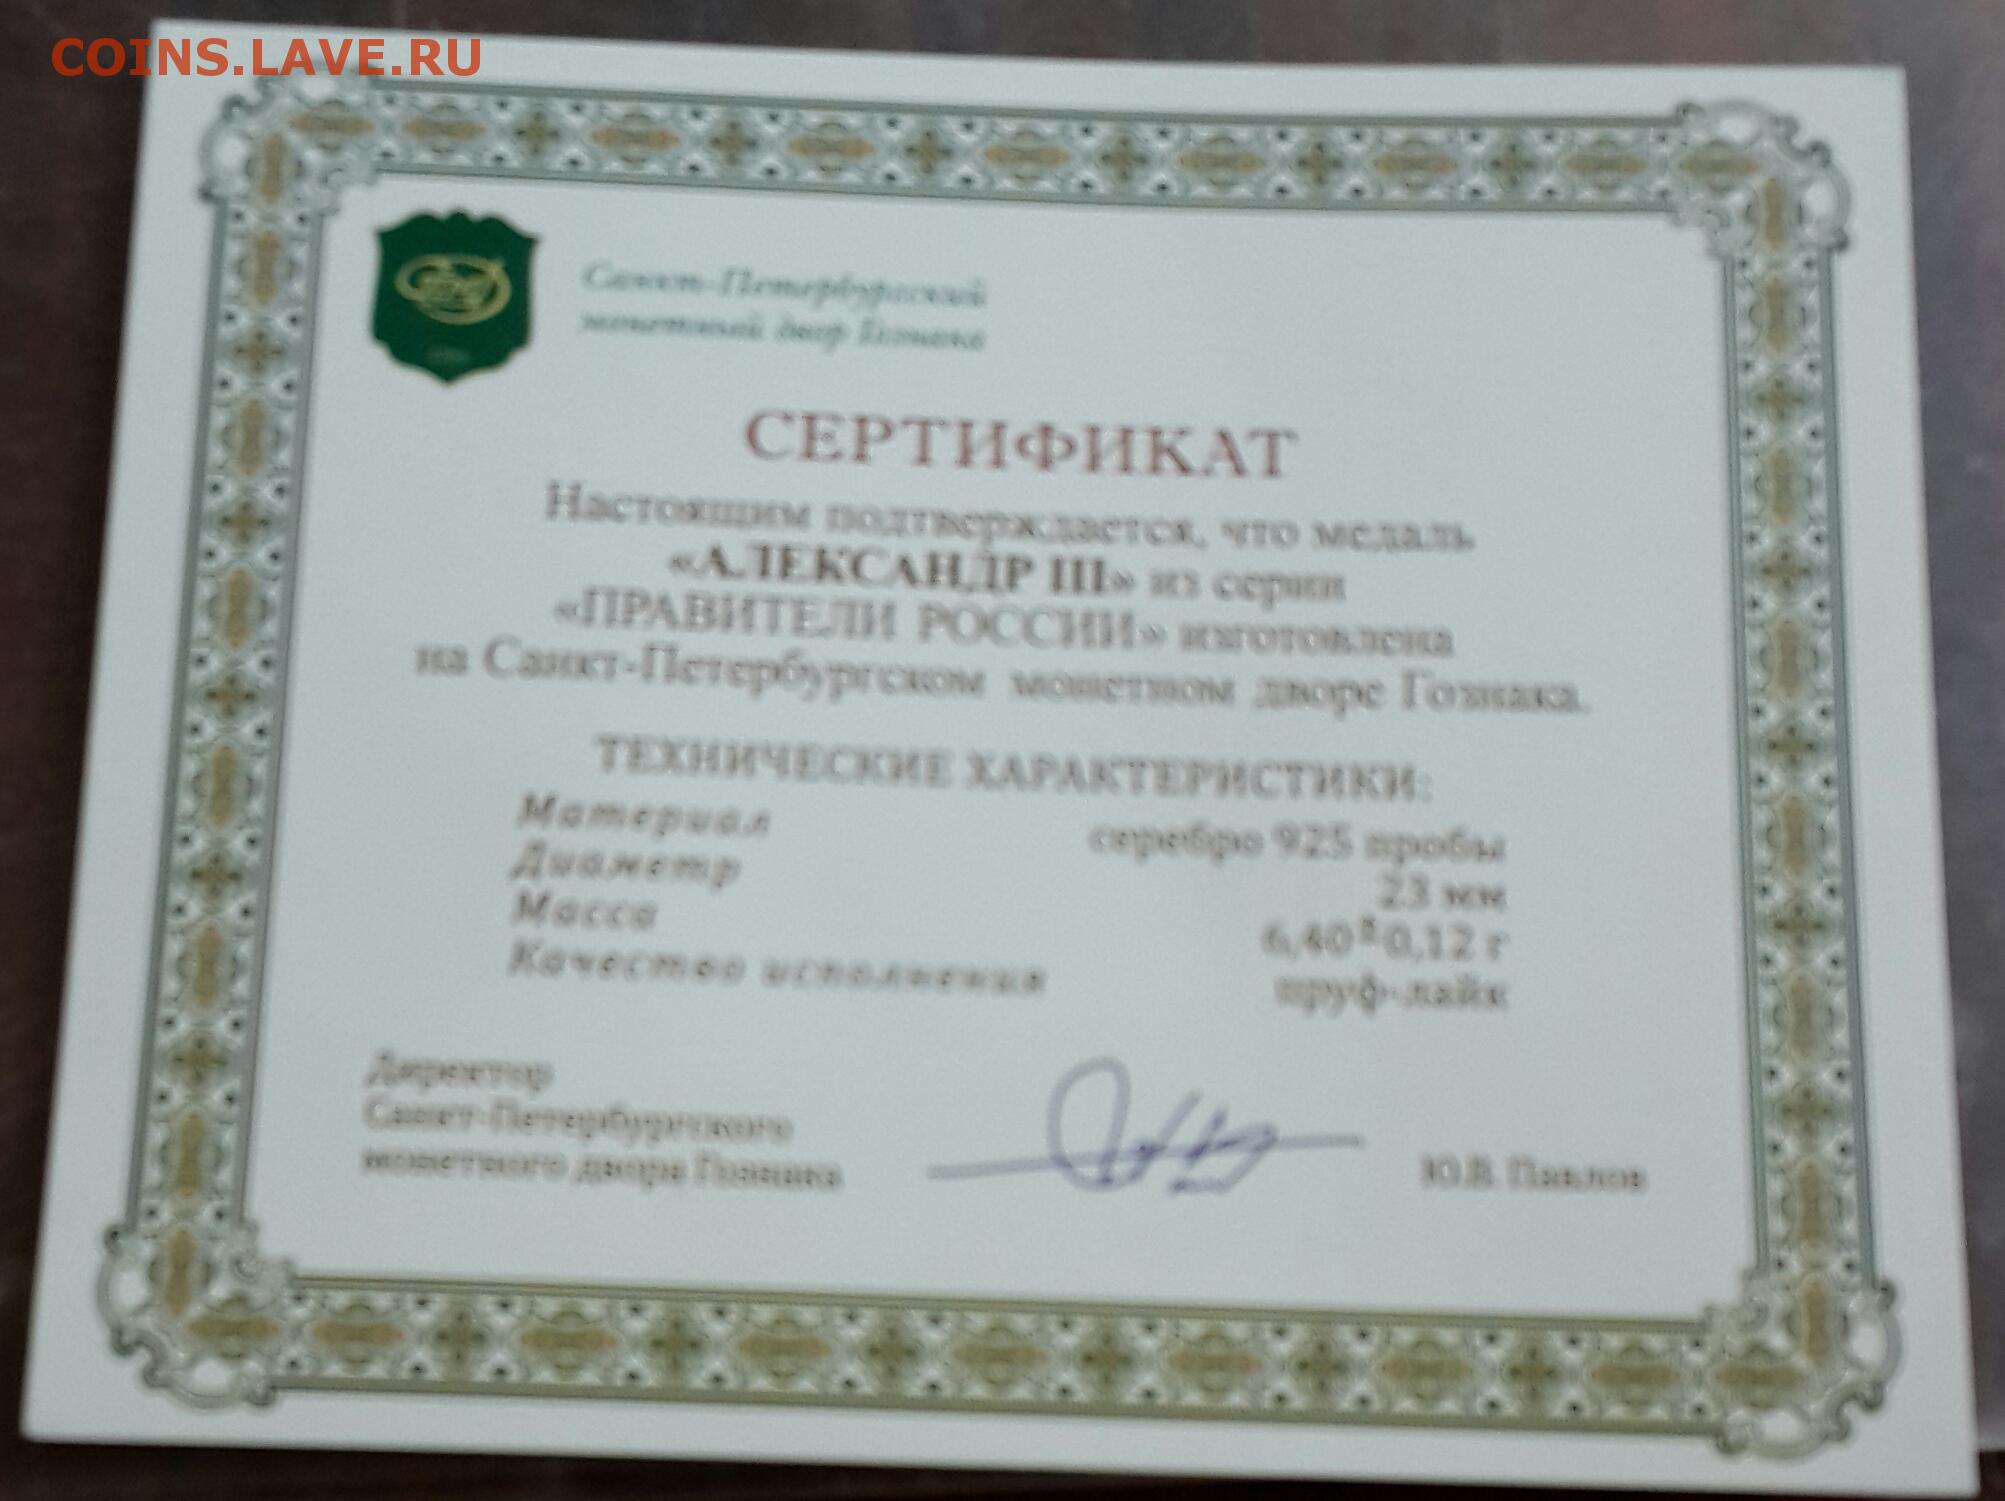 COINS.LAVE.RU
Санкт-Петербургский
монетный двор Гознака
СЕРТИФИКАТ
Настоящим подтверждается, что медаль
«АЛЕКСАНДР III» из серии
«ПРАВИТЕЛИ РОССИИ» изготовлена
на Санкт-Петербургском монетном дворе Гознака.
ТЕХНИЧЕСКИЕ ХАРАКТЕРИСТИКИ:
Материал серебро 925 пробы
Диаметр 23 мм
Масса 6,40±0,12 г
Качество исполнения пруф-лайк
Директор
Санкт-Петербургского
монетного двора Гознака
Ю.В. Павлов